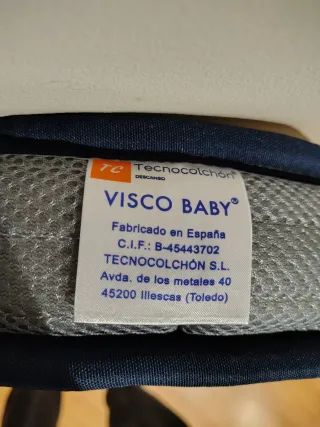 TC Tecnocolchón®
DESCANSO
VISCO BABY®
Fabricado en España
C.I.F.: B-45443702
TECNOCOLCHÓN S.L.
Avda. de los metales 40
45200 Illescas (Toledo)